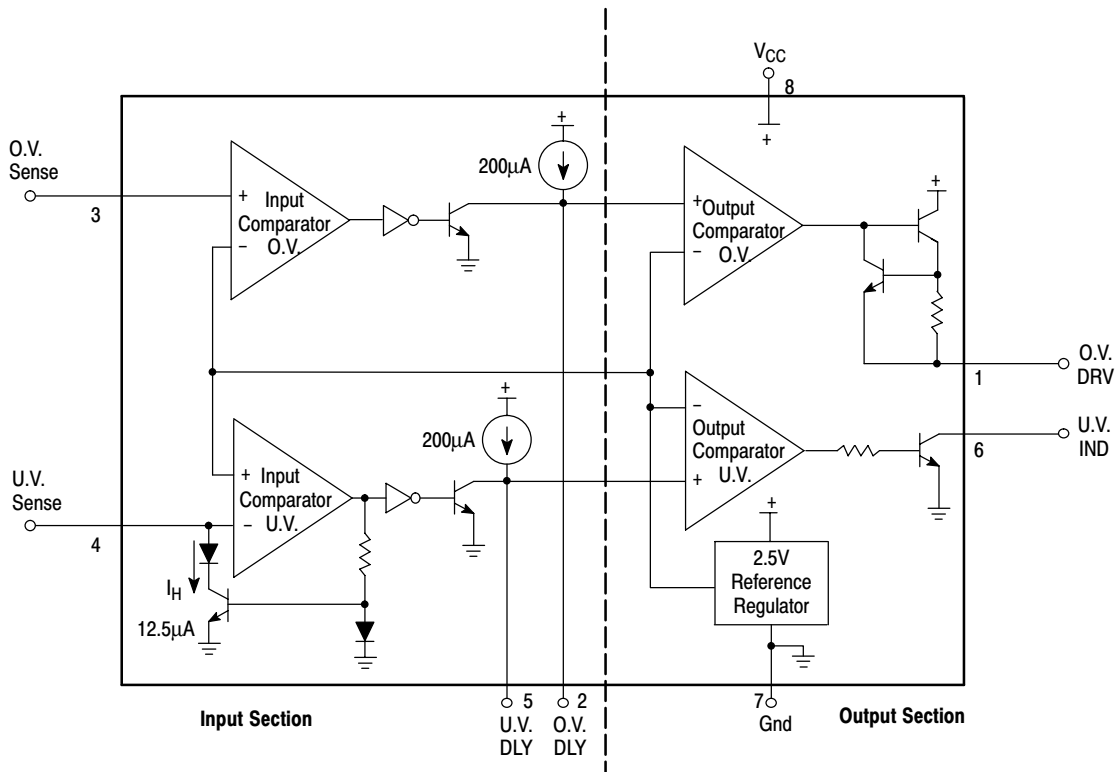 VCC
8
+
O.V.
Sense
3
+
Input
Comparator
O.V.
−
+
200µA
+
Output
Comparator
O.V.
−
+
1
O.V.
DRV
+
200µA
−
Output
Comparator
U.V.
+
6
U.V.
IND
U.V.
Sense
4
+
Input
Comparator
U.V.
−
IH
12.5µA
+
2.5V
Reference
Regulator
Input Section
5
U.V.
DLY
2
O.V.
DLY
7
Gnd
Output Section